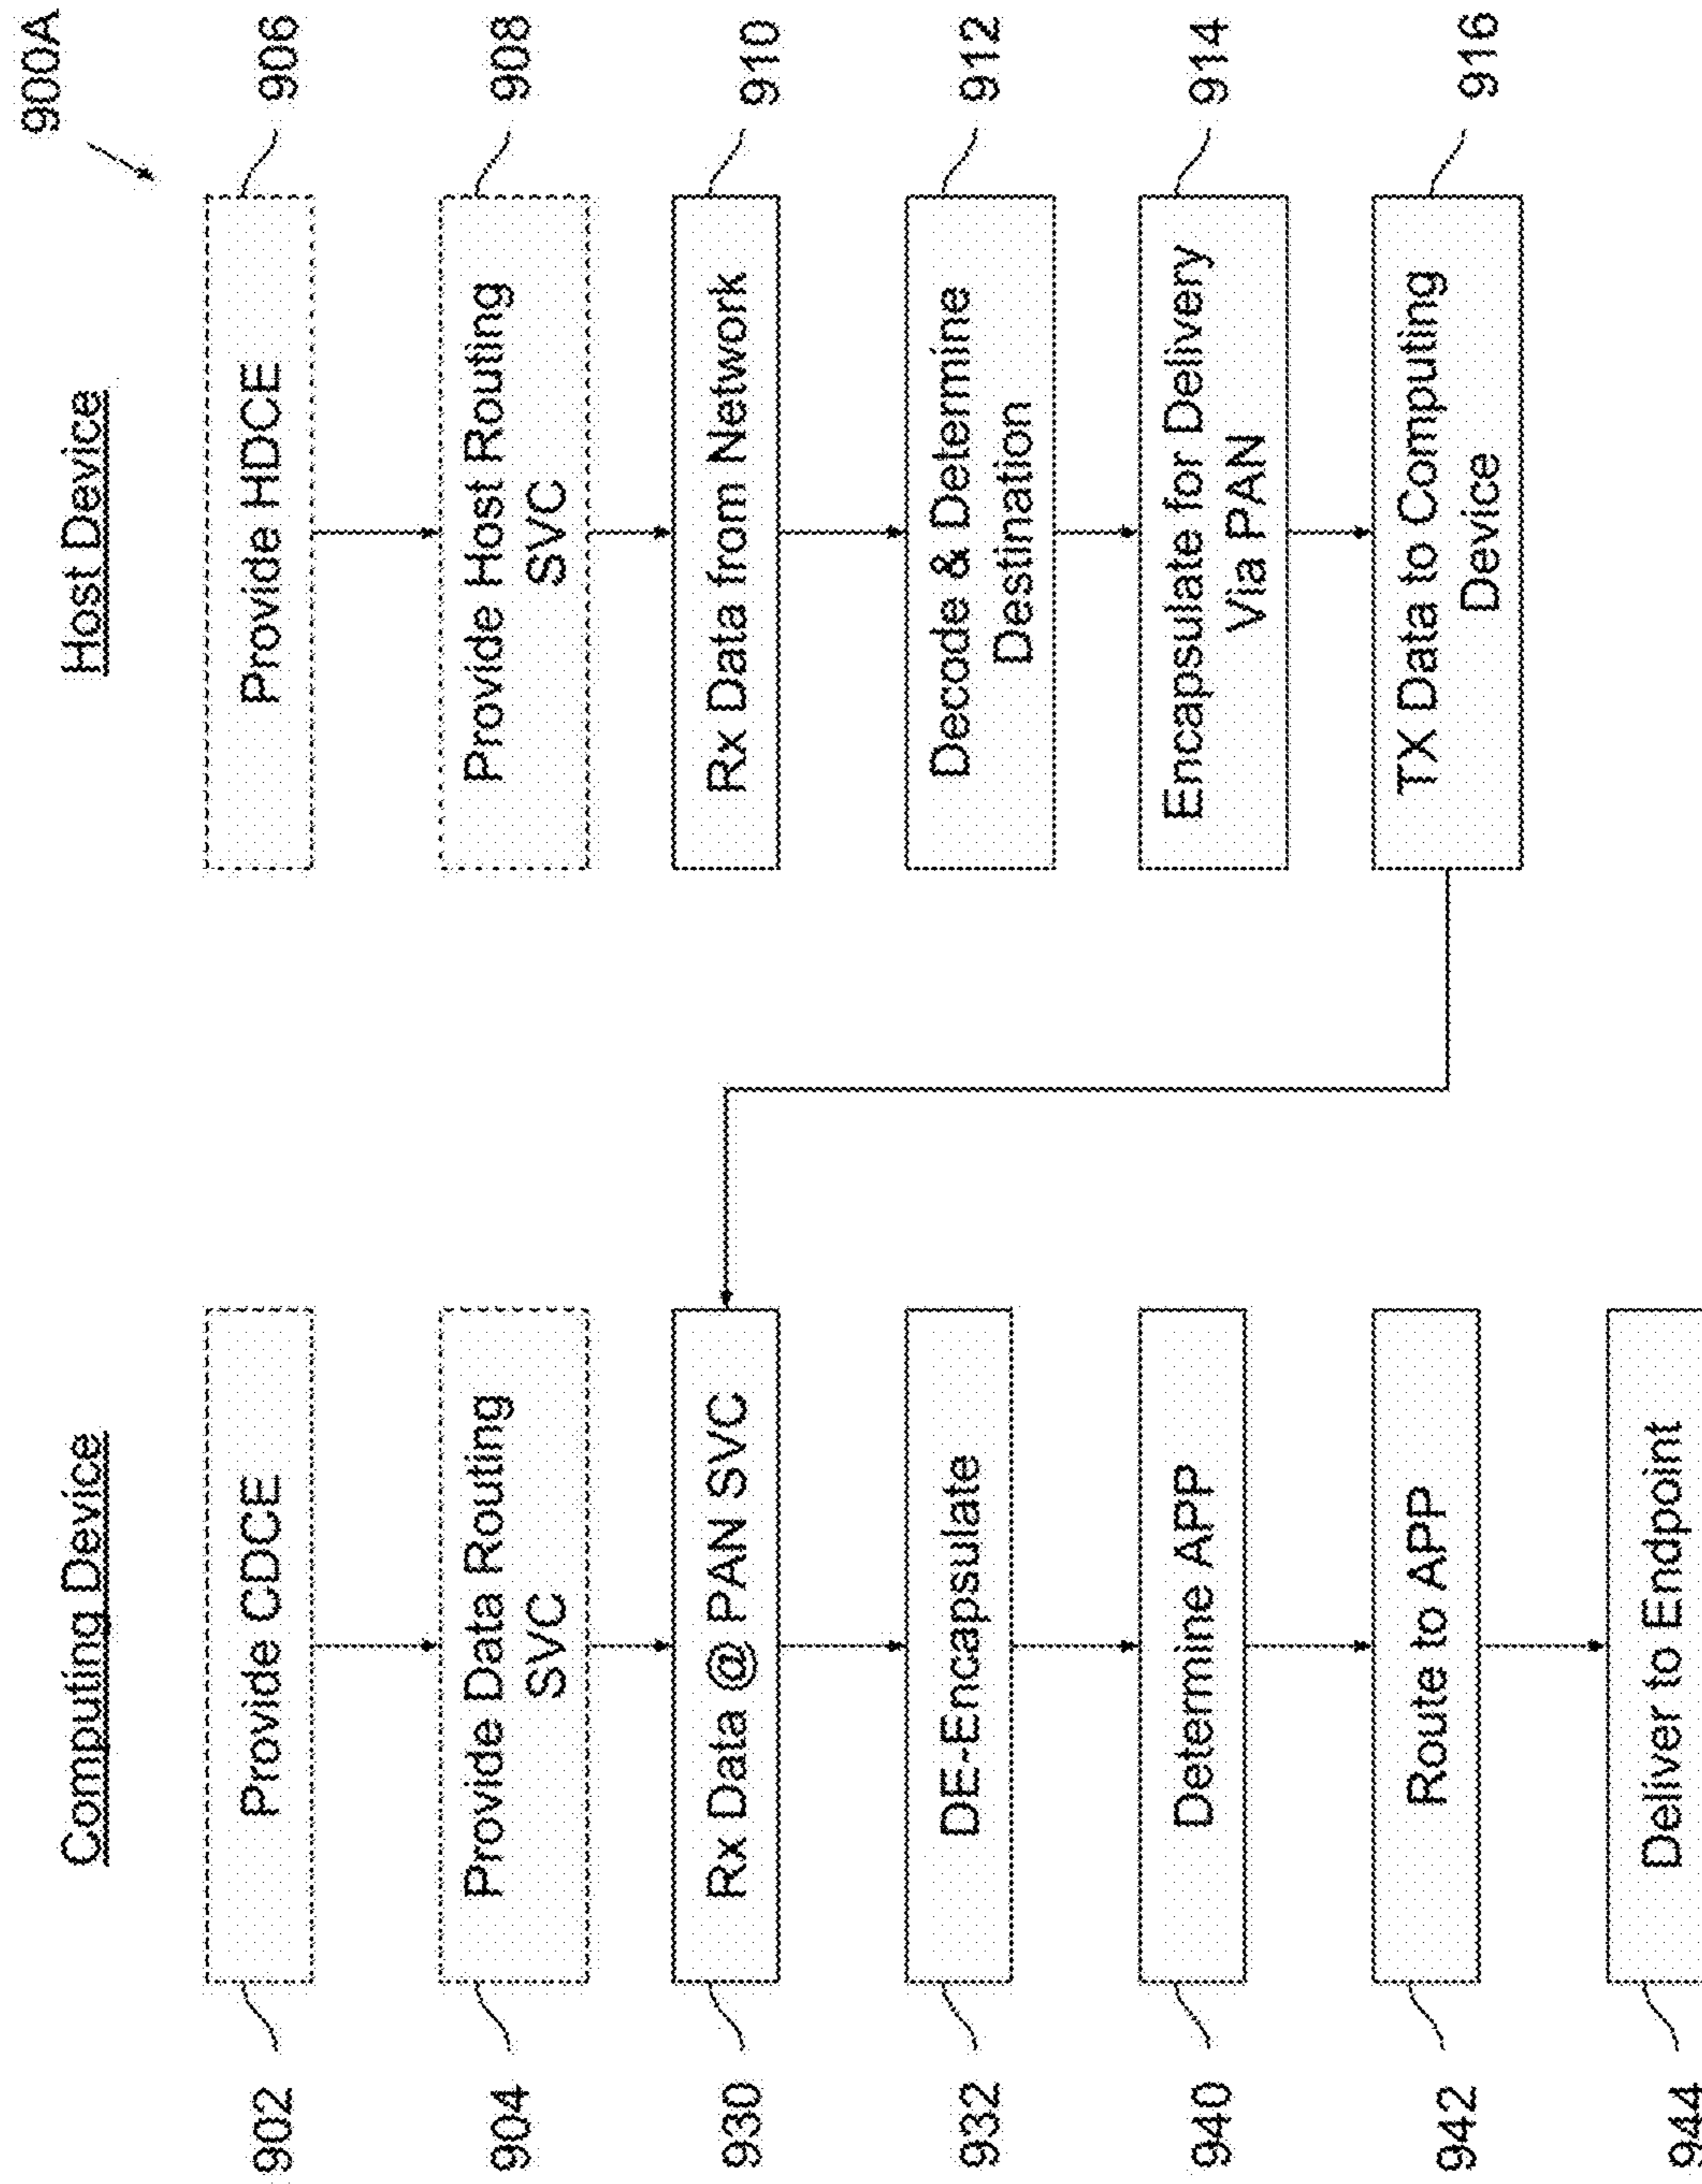 900A
Computing Device
902
Provide CDCE
904
Provide Data Routing
SVC
930
Rx Data @ PAN SVC
932
DE-Encapsulate
940
Determine APP
942
Route to APP
944
Deliver to Endpoint
Host Device
Provide HDCE
906
Provide Host Routing
SVC
908
Rx Data from Network
910
Decode & Determine
Destination
912
Encapsulate for Delivery
Via PAN
914
TX Data to Computing
Device
916